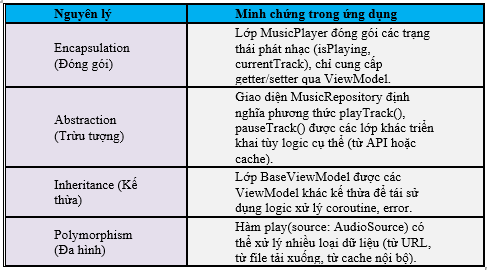 Nguyên lý
Minh chứng trong ứng dụng
Encapsulation
(Đóng gói)
Lớp MusicPlayer đóng gói các trạng
thái phát nhạc (isPlaying,
currentTrack), chỉ cung cấp
getter/setter qua ViewModel.
Abstraction
(Trừu tượng)
Giao diện MusicRepository định
nghĩa phương thức playTrack(),
pauseTrack() được các lớp khác triển
khai tùy logic cụ thể (từ API hoặc
cache).
Inheritance (Kế
thừa)
Lớp BaseViewModel được các
ViewModel khác kế thừa để tái sử
dụng logic xử lý coroutine, error.
Polymorphism
(Đa hình)
Hàm play(source: AudioSource) có
thể xử lý nhiều loại dữ liệu (từ URL,
từ file tải xuống, từ cache nội bộ).